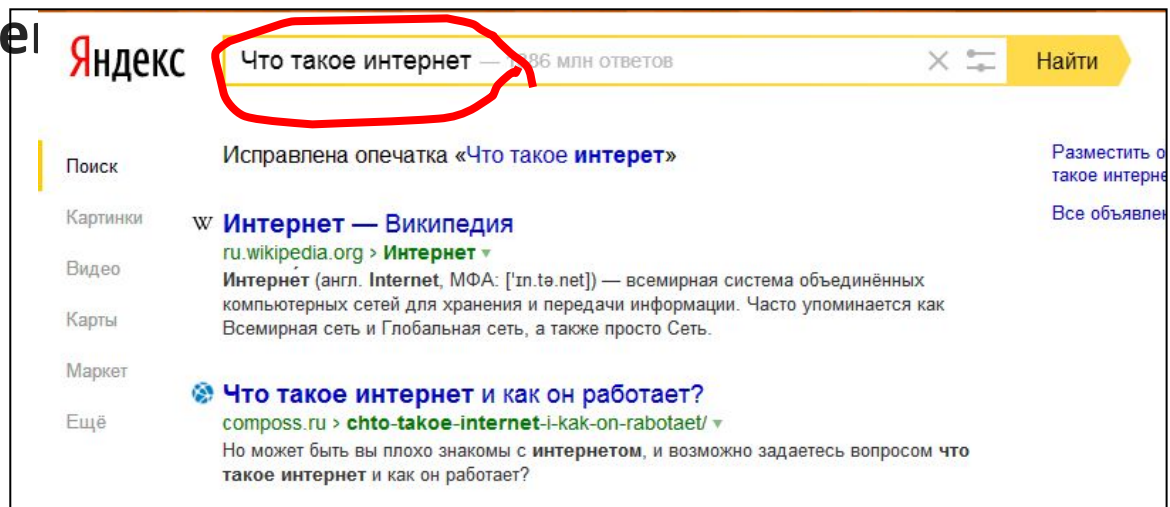 Яндекс
Что такое интернет — 86 млн ответов
Найти
Поиск
Картинки
Видео
Карты
Маркет
Ещё
Исправлена опечатка «Что такое интерет»
Интернет — Википедия
ru.wikipedia.org › Интернет
Интерне́т (англ. Internet, МФА: ['ɪn.tə.net]) — всемирная система объединённых
компьютерных сетей для хранения и передачи информации. Часто упоминается как
Всемирная сеть и Глобальная сеть, а также просто Сеть.
Что такое интернет и как он работает?
composs.ru › chto-takoe-internet-i-kak-on-rabotaet/
Но может быть вы плохо знакомы с интернетом, и возможно задаетесь вопросом что
такое интернет и как он работает?
Разместить о
такое интерне
Все объявлен